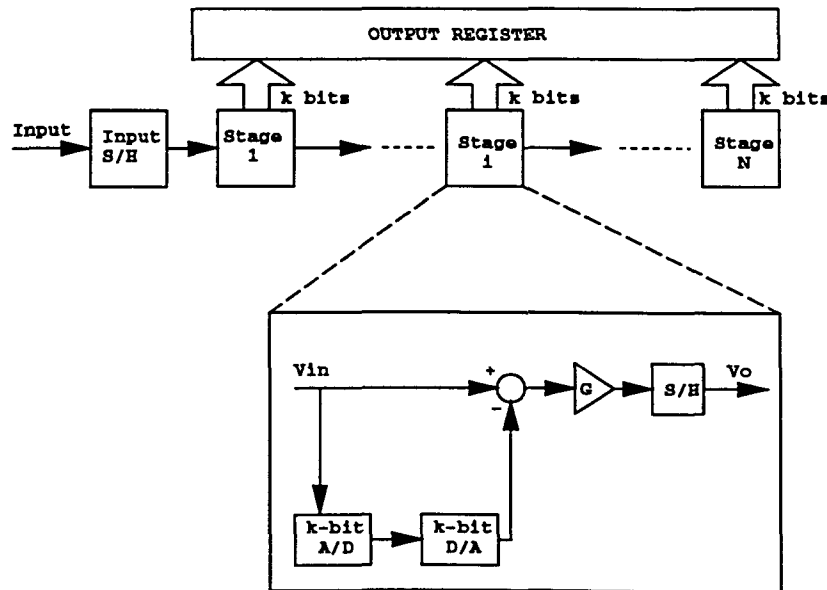 OUTPUT REGISTER
k bits
k bits
k bits
Input
Input
S/H
Stage
1
Stage
i
Stage
N
Vin
+
-
G
S/H
Vo
k-bit
A/D
k-bit
D/A